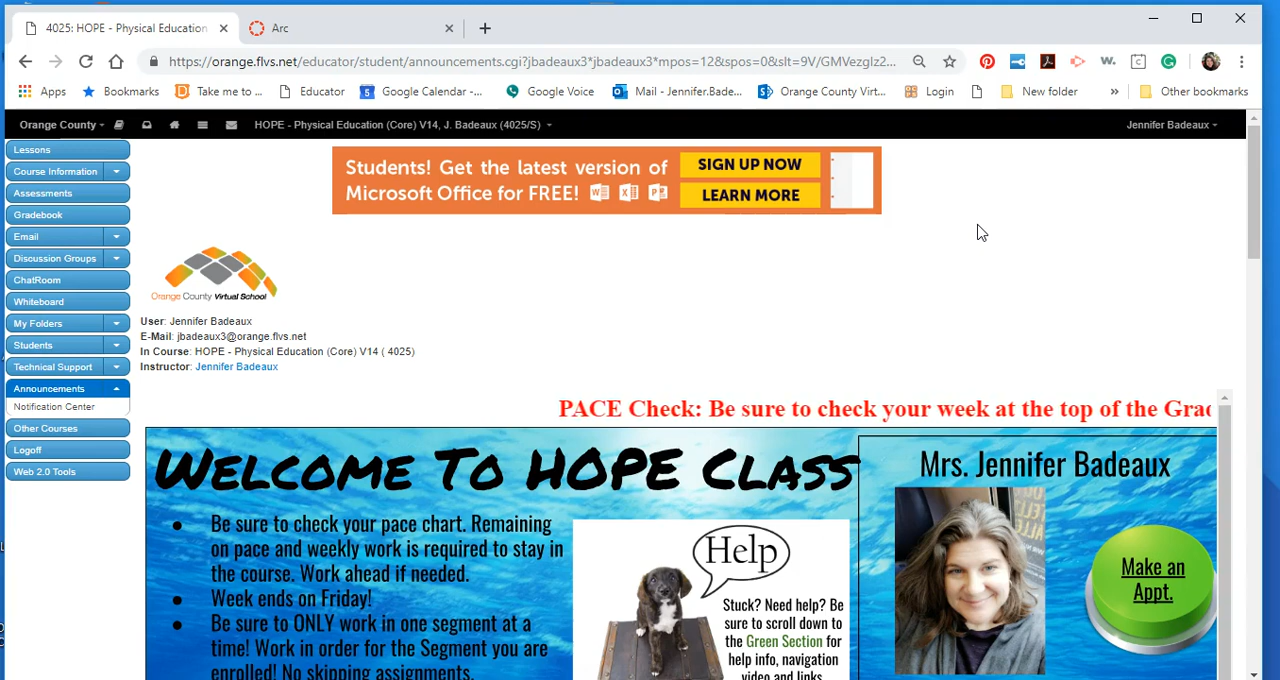 4025: HOPE - Physical Education
Arc
https://orange.flvs.net/educator/student/announcements.cgi?jbadeaux3*jbadeaux3*mpos=12&spos=0&slt=9V/GMVezgIz2...
Apps
Bookmarks
Take me to ...
Educator
Google Calendar -...
Google Voice
Mail - Jennifer.Bade...
Orange County Virt...
Login
New folder
»
Other bookmarks
Orange County
HOPE - Physical Education (Core) V14, J. Badeaux (4025/S)
Jennifer Badeaux
Lessons
Course Information
Assessments
Gradebook
Email
Discussion Groups
ChatRoom
Whiteboard
My Folders
Students
Technical Support
Announcements
Notification Center
Other Courses
Logoff
Web 2.0 Tools
Students! Get the latest version of
Microsoft Office for FREE!
SIGN UP NOW
LEARN MORE
Orange County Virtual School
User: Jennifer Badeaux
E-Mail: jbadeaux3@orange.flvs.net
In Course: HOPE - Physical Education (Core) V14 ( 4025)
Instructor: Jennifer Badeaux
PACE Check: Be sure to check your week at the top of the Grad
Welcome To HOPE Class
• Be sure to check your pace chart. Remaining
on pace and weekly work is required to stay in
the course. Work ahead if needed.
• Week ends on Friday!
• Be sure to ONLY work in one segment at a
time! Work in order for the Segment you are
enrolled! No skipping assignments.
Help
Stuck? Need help? Be
sure to scroll down to
the Green Section for
help info, navigation
video and links
Mrs. Jennifer Badeaux
Make an
Appt.